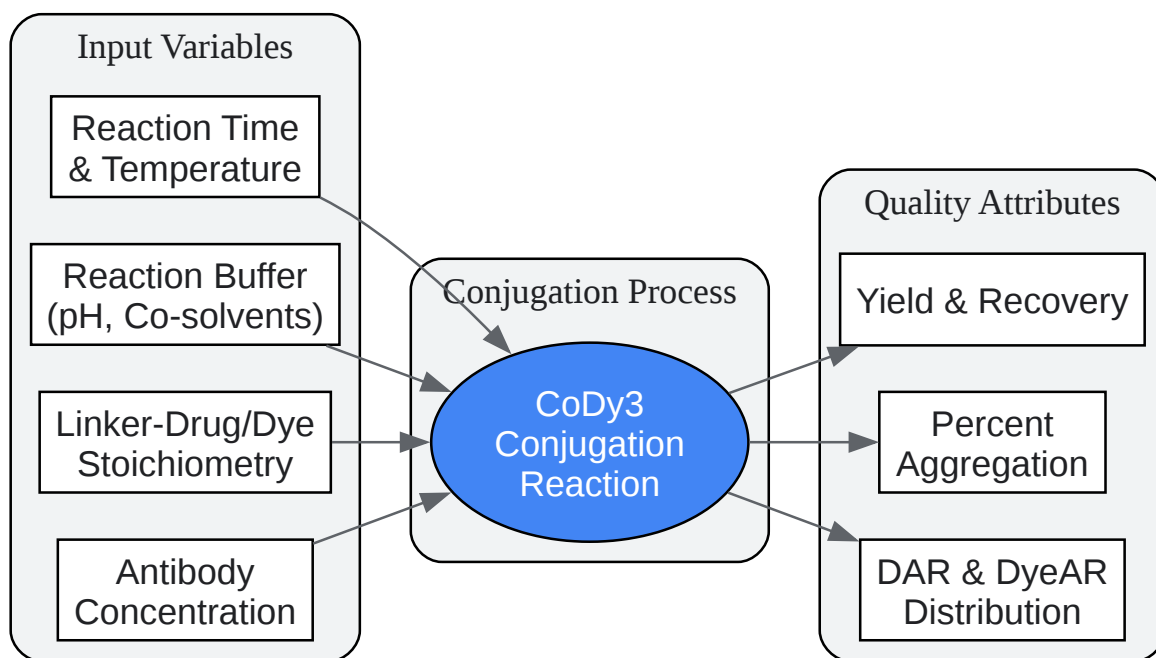 Input Variables
Reaction Time
& Temperature
Reaction Buffer
(pH, Co-solvents)
Linker-Drug/Dye
Stoichiometry
Antibody
Concentration
Conjugation Process
CoDy3
Conjugation
Reaction
Quality Attributes
Yield & Recovery
Percent
Aggregation
DAR & DyeAR
Distribution